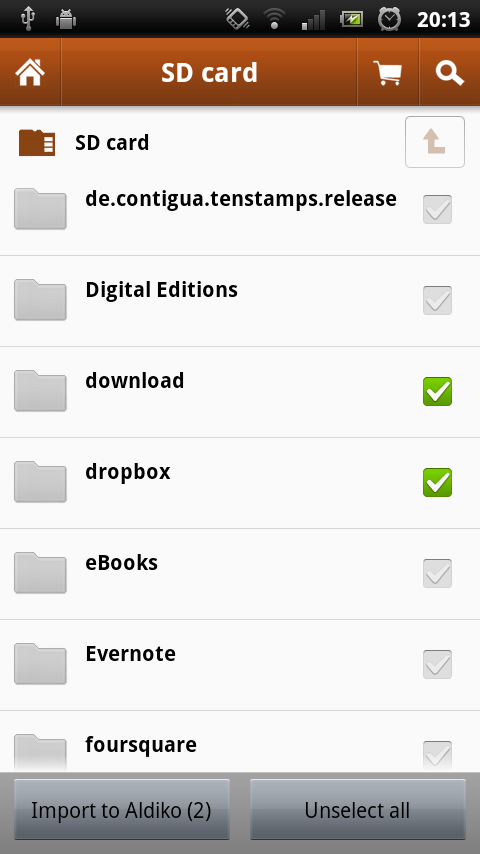 20:13
SD card
SD card
de.contigua.tenstamps.release
Digital Editions
download
dropbox
eBooks
Evernote
foursquare
Import to Aldiko (2)
Unselect all